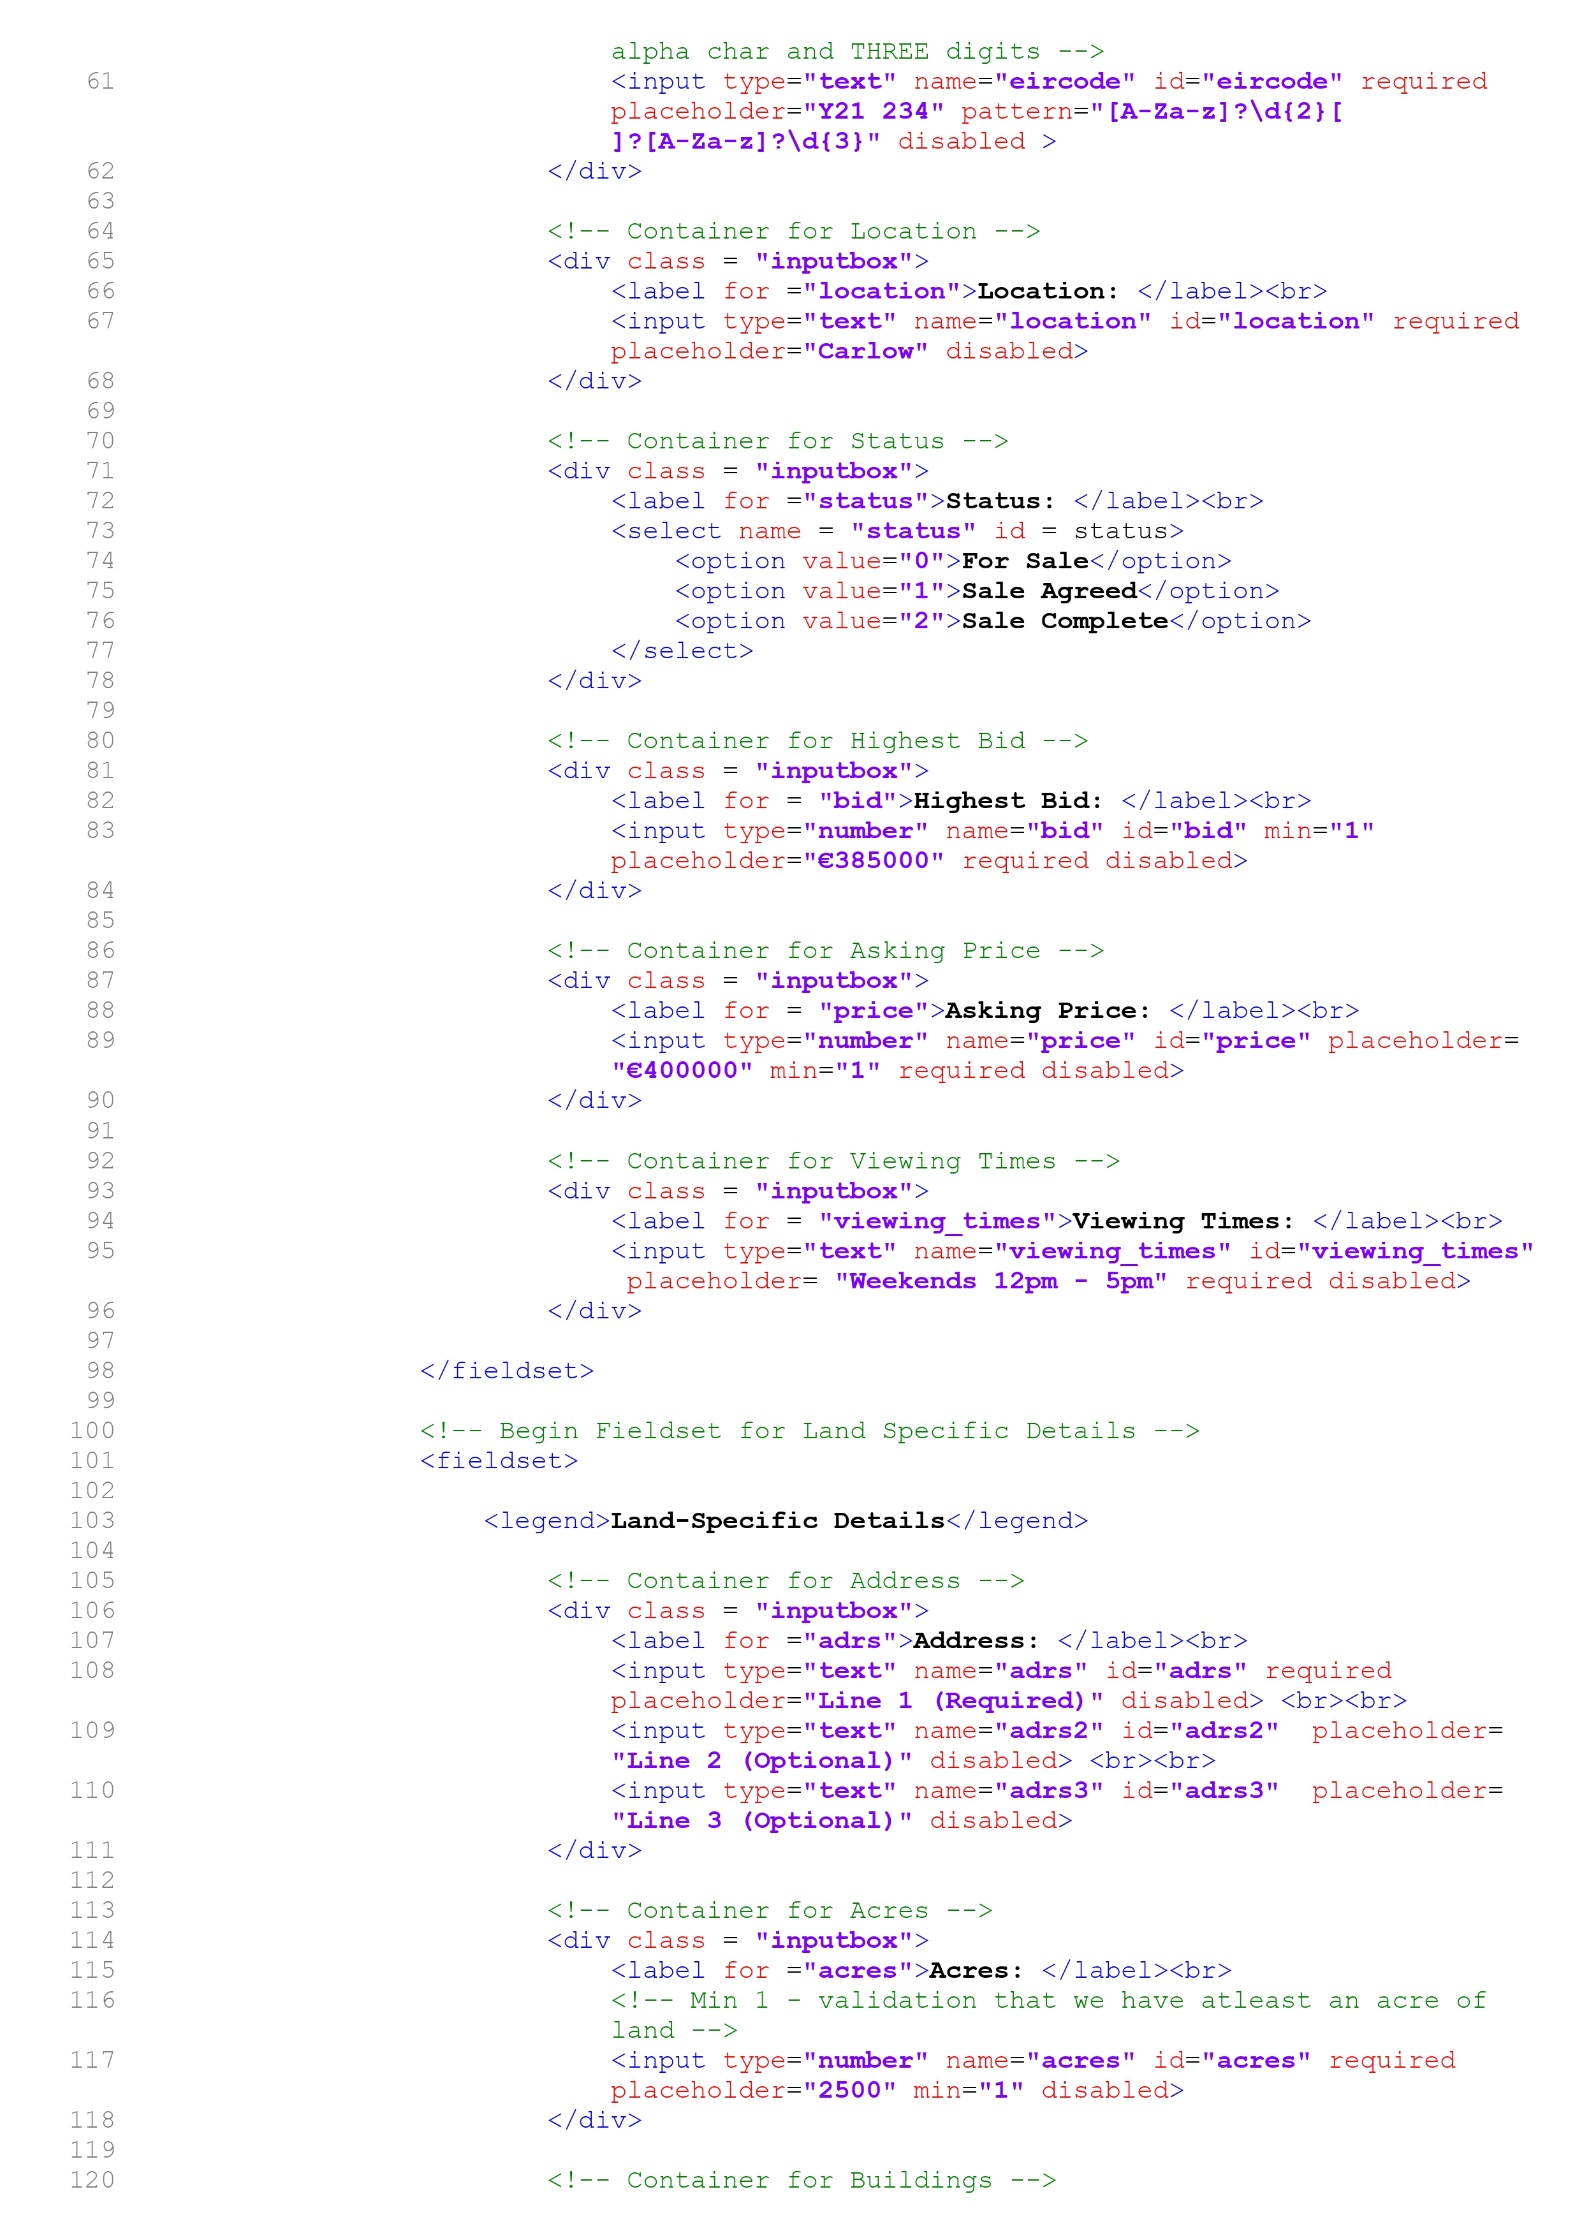 alpha char and THREE digits -->
61 <input type="text" name="eircode" id="eircode" required
placeholder="Y21 234" pattern="[A-Za-z]?\d{2}[
]?[A-Za-z]?\d{3}" disabled >
62 </div>
63
64 <!-- Container for Location -->
65 <div class = "inputbox">
66 <label for ="location">Location: </label><br>
67 <input type="text" name="location" id="location" required
placeholder="Carlow" disabled>
68 </div>
69
70 <!-- Container for Status -->
71 <div class = "inputbox">
72 <label for ="status">Status: </label><br>
73 <select name = "status" id = status>
74 <option value="0">For Sale</option>
75 <option value="1">Sale Agreed</option>
76 <option value="2">Sale Complete</option>
77 </select>
78 </div>
79
80 <!-- Container for Highest Bid -->
81 <div class = "inputbox">
82 <label for = "bid">Highest Bid: </label><br>
83 <input type="number" name="bid" id="bid" min="1"
placeholder="€385000" required disabled>
84 </div>
85
86 <!-- Container for Asking Price -->
87 <div class = "inputbox">
88 <label for = "price">Asking Price: </label><br>
89 <input type="number" name="price" id="price" placeholder=
"€400000" min="1" required disabled>
90 </div>
91
92 <!-- Container for Viewing Times -->
93 <div class = "inputbox">
94 <label for = "viewing_times">Viewing Times: </label><br>
95 <input type="text" name="viewing_times" id="viewing_times"
placeholder= "Weekends 12pm - 5pm" required disabled>
96 </div>
97
98 </fieldset>
99
100 <!-- Begin Fieldset for Land Specific Details -->
101 <fieldset>
102
103 <legend>Land-Specific Details</legend>
104
105 <!-- Container for Address -->
106 <div class = "inputbox">
107 <label for ="adrs">Address: </label><br>
108 <input type="text" name="adrs" id="adrs" required
placeholder="Line 1 (Required)" disabled> <br><br>
109 <input type="text" name="adrs2" id="adrs2"  placeholder=
"Line 2 (Optional)" disabled> <br><br>
110 <input type="text" name="adrs3" id="adrs3"  placeholder=
"Line 3 (Optional)" disabled>
111 </div>
112
113 <!-- Container for Acres -->
114 <div class = "inputbox">
115 <label for ="acres">Acres: </label><br>
116 <!-- Min 1 - validation that we have atleast an acre of
land -->
117 <input type="number" name="acres" id="acres" required
placeholder="2500" min="1" disabled>
118 </div>
119
120 <!-- Container for Buildings -->